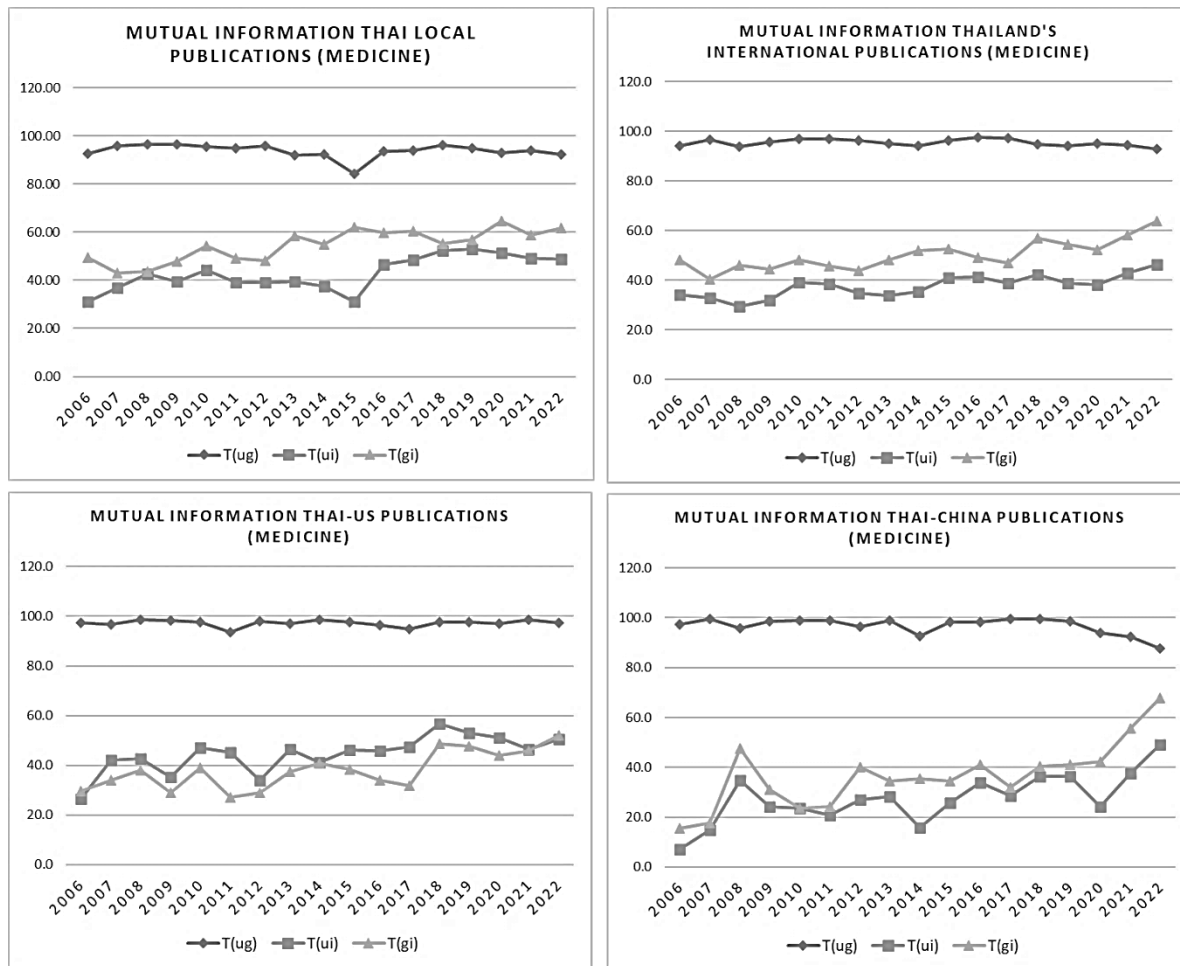 MUTUAL INFORMATION THAI LOCAL
PUBLICATIONS (MEDICINE)
120.00
100.00
80.00
60.00
40.00
20.00
0.00
2006 2007 2008 2009 2010 2011 2012 2013 2014 2015 2016 2017 2018 2019 2020 2021 2022
T(ug) T(ui) T(gi)
MUTUAL INFORMATION THAILAND'S
INTERNATIONAL PUBLICATIONS (MEDICINE)
120.0
100.0
80.0
60.0
40.0
20.0
0.0
2006 2007 2008 2009 2010 2011 2012 2013 2014 2015 2016 2017 2018 2019 2020 2021 2022
T(ug) T(ui) T(gi)
MUTUAL INFORMATION THAI-US PUBLICATIONS
(MEDICINE)
120.0
100.0
80.0
60.0
40.0
20.0
0.0
2006 2007 2008 2009 2010 2011 2012 2013 2014 2015 2016 2017 2018 2019 2020 2021 2022
T(ug) T(ui) T(gi)
MUTUAL INFORMATION THAI-CHINA PUBLICATIONS
(MEDICINE)
120.0
100.0
80.0
60.0
40.0
20.0
0.0
2006 2007 2008 2009 2010 2011 2012 2013 2014 2015 2016 2017 2018 2019 2020 2021 2022
T(ug) T(ui) T(gi)